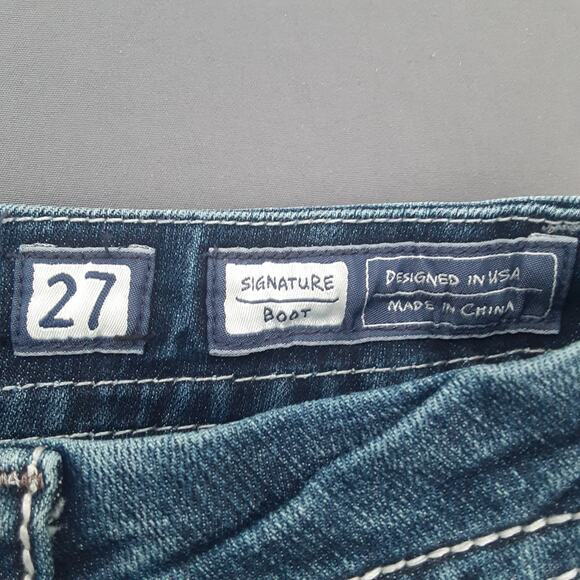 27
SIGNATURE
BOOT
DESIGNED IN USA
MADE IN CHINA